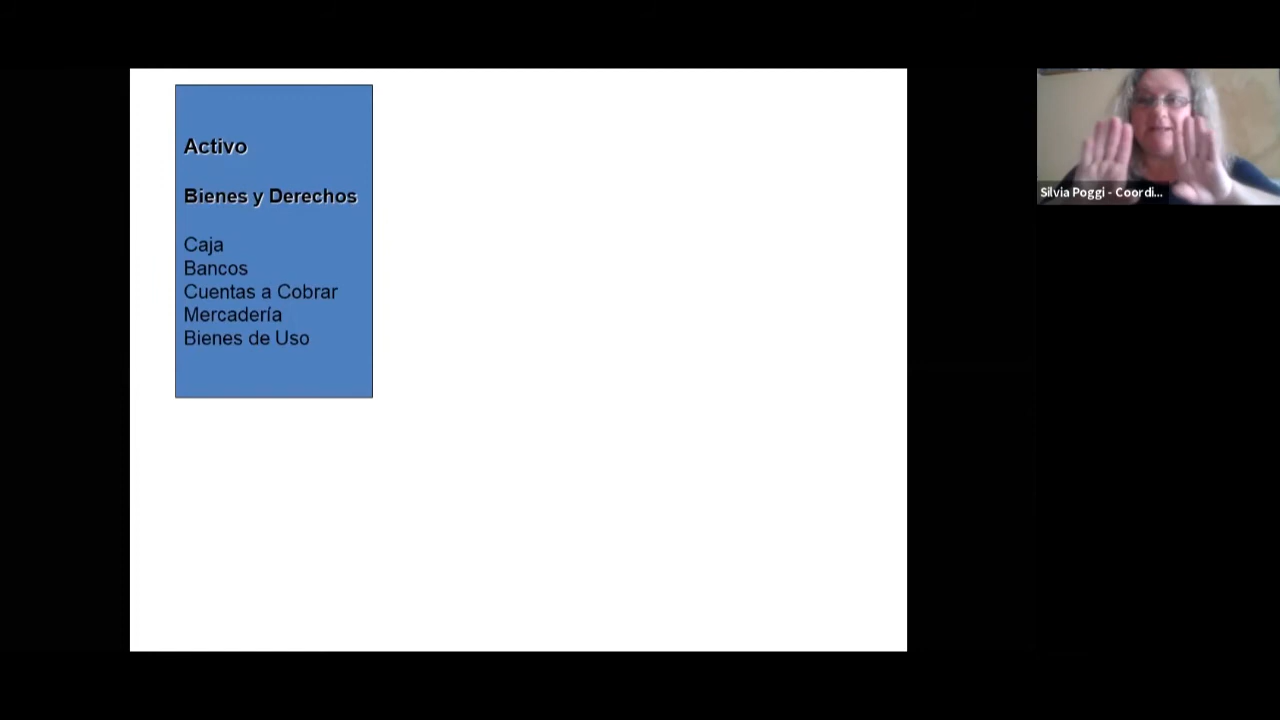 Activo
Bienes y Derechos
Caja
Bancos
Cuentas a Cobrar
Mercadería
Bienes de Uso
Silvia Poggi - Coordi...